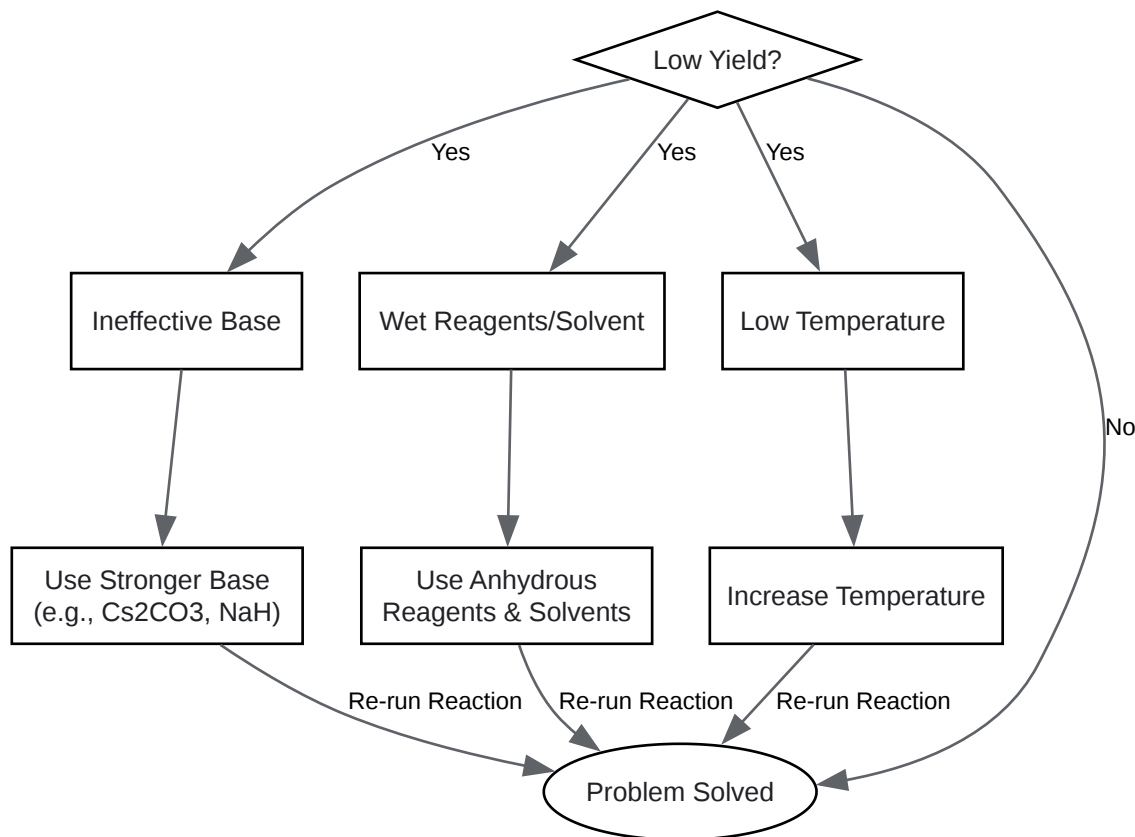 Low Yield?
Yes
Yes
Yes
Ineffective Base
Wet Reagents/Solvent
Low Temperature
No
Use Stronger Base
(e.g., Cs2CO3, NaH)
Use Anhydrous
Reagents & Solvents
Increase Temperature
Re-run Reaction
Re-run Reaction
Re-run Reaction
Problem Solved